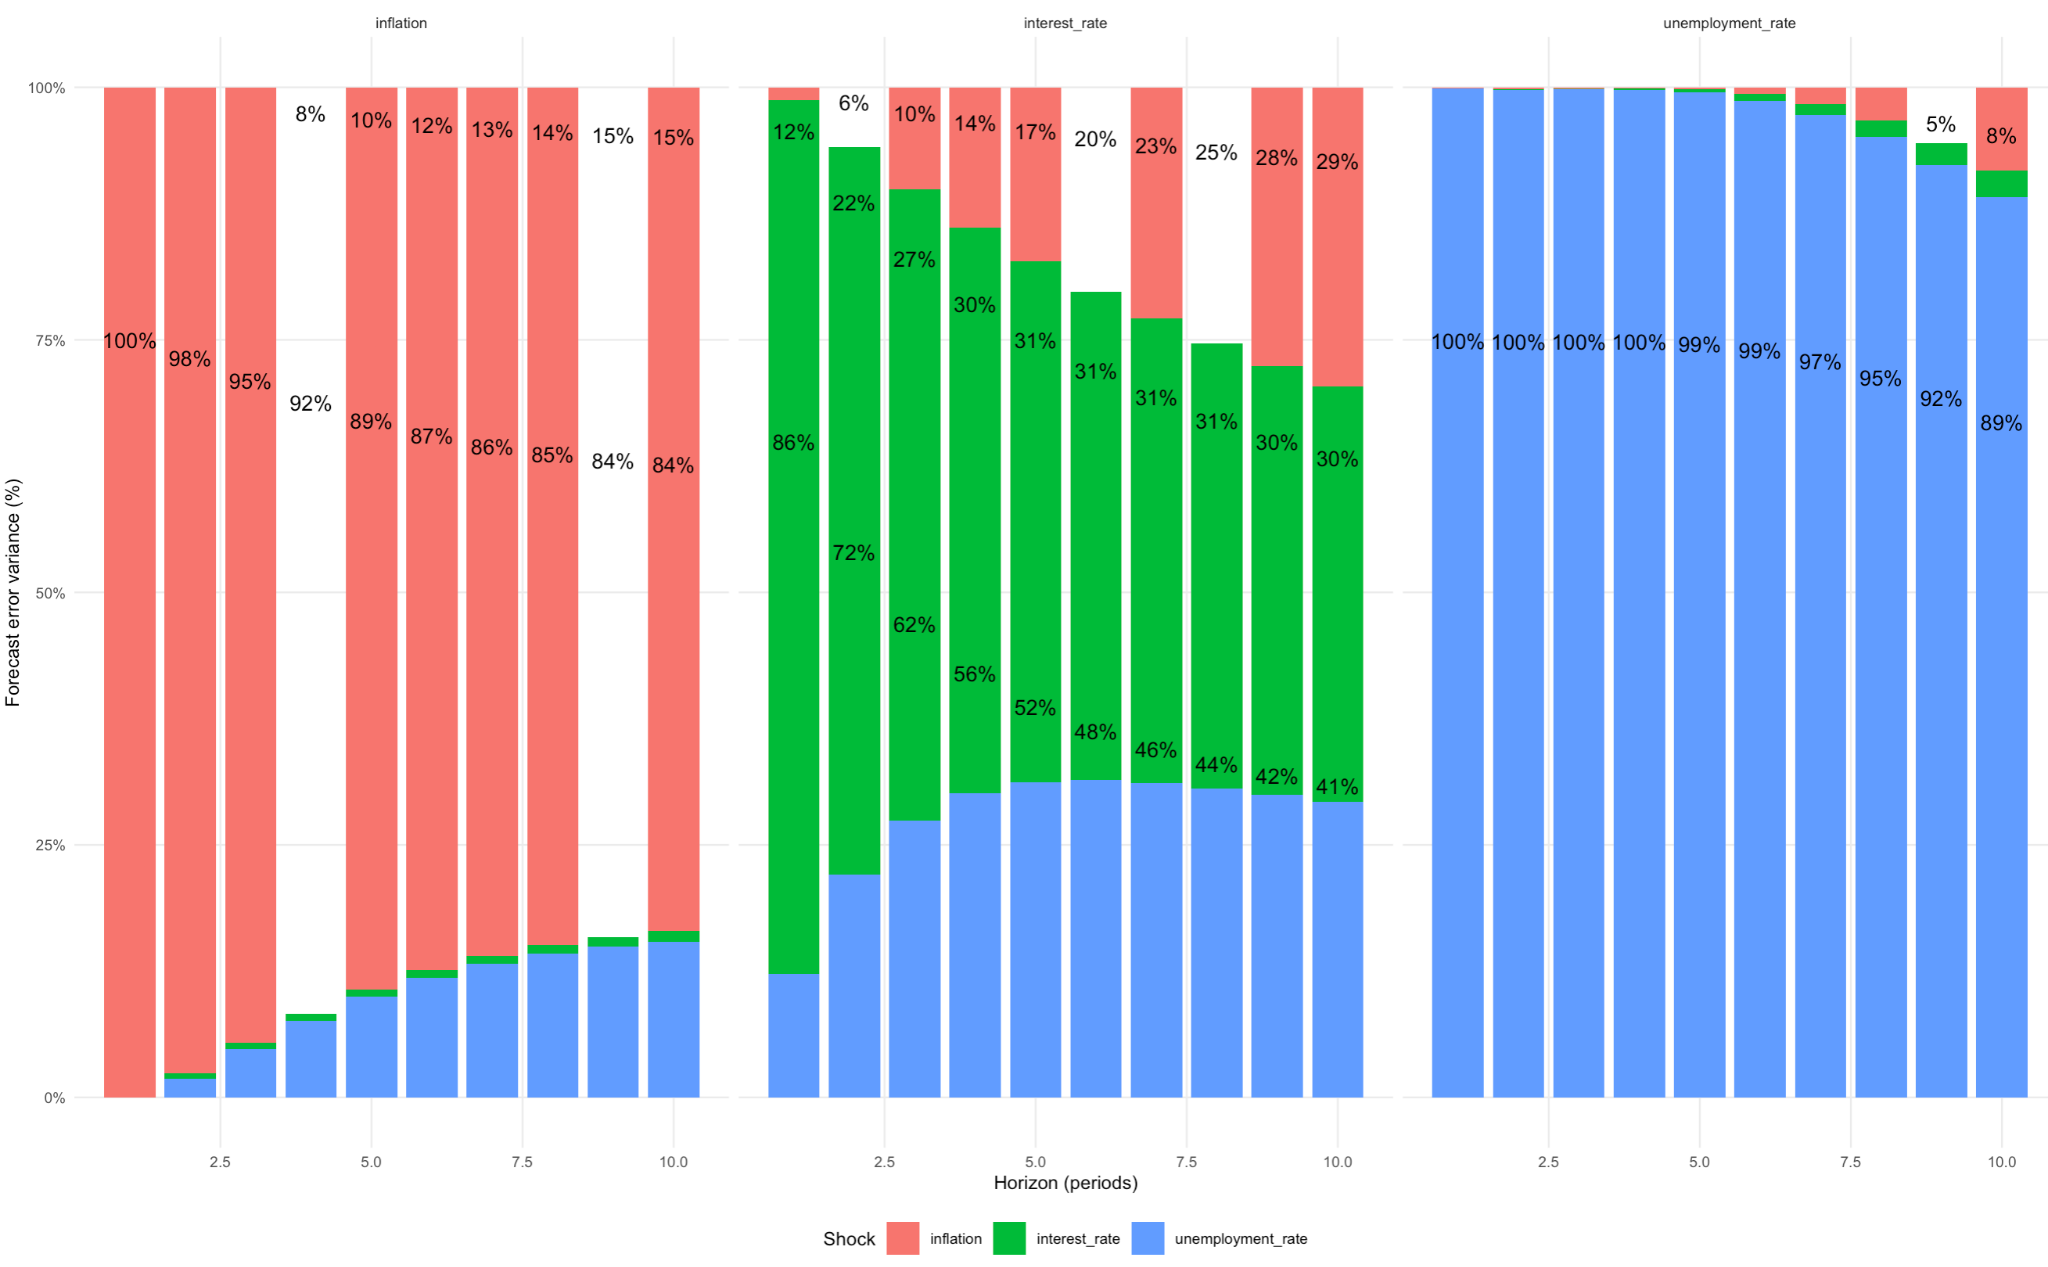 inflation interest_rate unemployment_rate
Forecast error variance (%)
100%
75%
50%
25%
0%
8% 10% 12% 13% 14% 15% 15%
100% 98% 95% 92% 89% 87% 86% 85% 84% 84%
12% 6% 10% 14% 17% 20% 23% 25% 28% 29%
22% 27% 30% 31% 31% 31% 31% 30% 30%
86% 72% 62% 56% 52% 48% 46% 44% 42% 41%
5% 8%
100% 100% 100% 100% 99% 99% 97% 95% 92% 89%
2.5 5.0 7.5 10.0 2.5 5.0 7.5 10.0 2.5 5.0 7.5 10.0
Horizon (periods)
Shock inflation interest_rate unemployment_rate